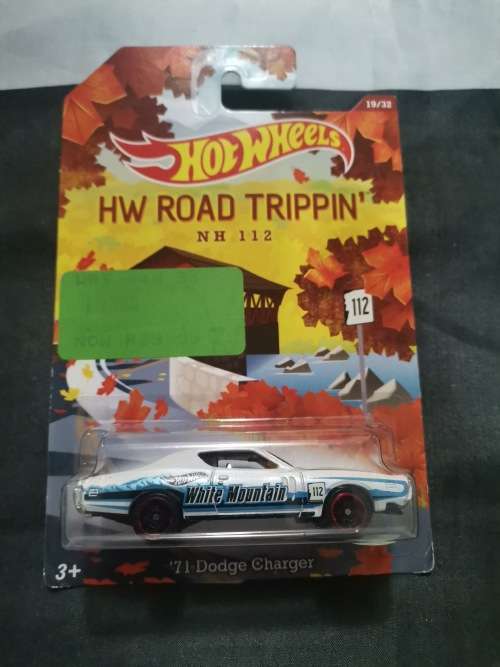 19/32
HOT WHEELS
HW ROAD TRIPPIN'
NH 112
112
White Mountain
112
3+
'71 Dodge Charger